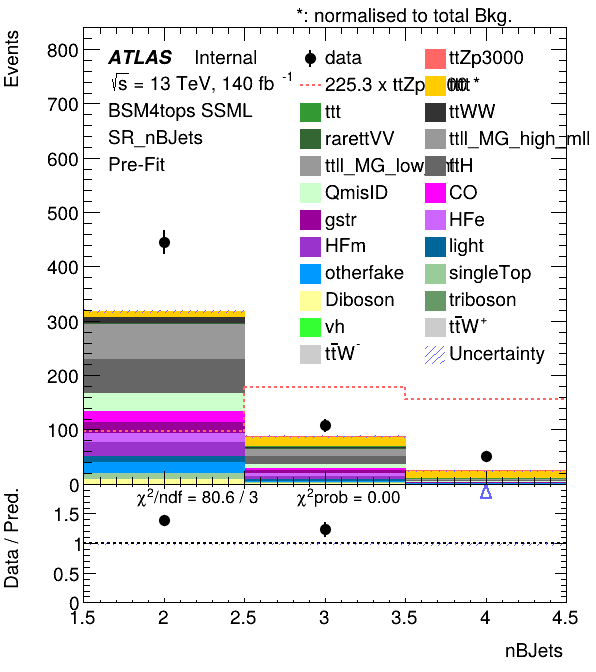 *: normalised to total Bkg.
Events
ATLAS Internal
√s = 13 TeV, 140 fb -1
BSM4tops SSML
SR_nBJets
Pre-Fit
data
ttZp3000
225.3 x ttZp3000
tttt *
ttt
ttWW
rarettVV
ttll_MG_high_mll
ttll_MG_low_mll
ttH
QmisID
CO
gstr
HFe
HFm
light
otherfake
singleTop
Diboson
triboson
vh
tt̄W+
tt̄W-
Uncertainty
800
700
600
500
400
300
200
100
0
χ2/ndf = 80.6 / 3 χ2prob = 0.00
Data / Pred.
1.5
1
0.5
0
1.5 2 2.5 3 3.5 4 4.5
nBJets